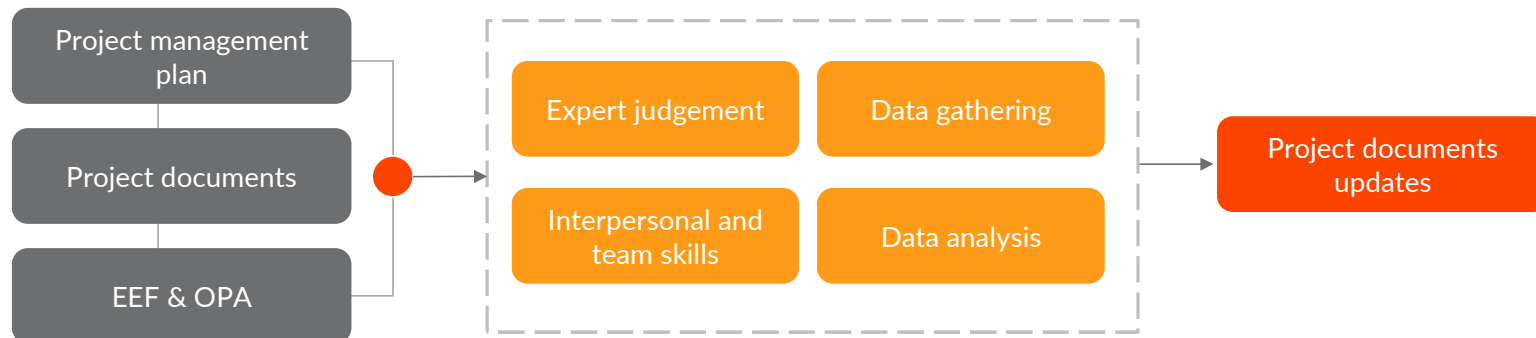 Project management
plan
Project documents
EEF & OPA
Expert judgement
Data gathering
Interpersonal and
team skills
Data analysis
Project documents
updates